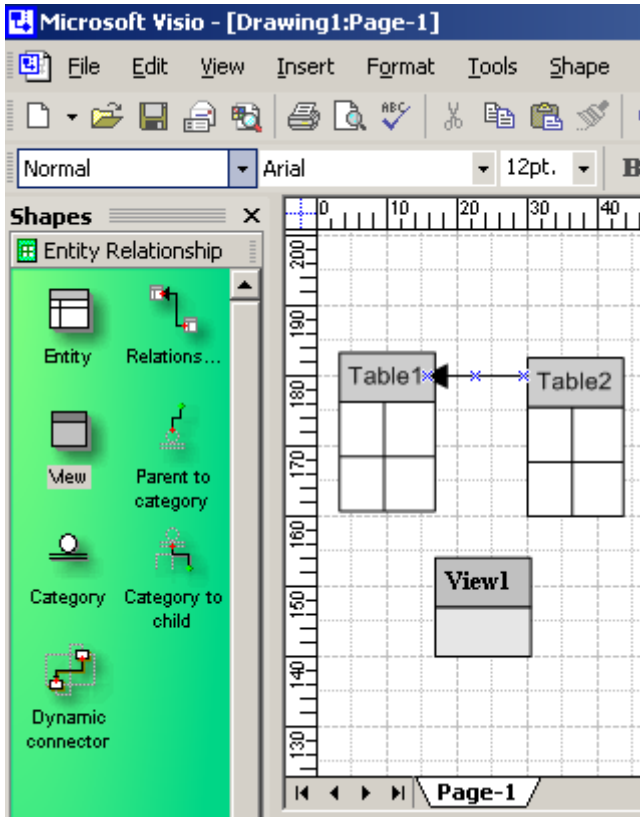 Microsoft Visio - [Drawing1:Page-1]
File Edit View Insert Format Tools Shape
ABC
Normal Arial 12pt. B
Shapes
Entity Relationship
0 10 20 30 40
200
190
180
170
160
150
140
130
Entity Relations...
View Parent to
category
Category Category to
child
Dynamic
connector
Table1 Table2
View1
Page-1